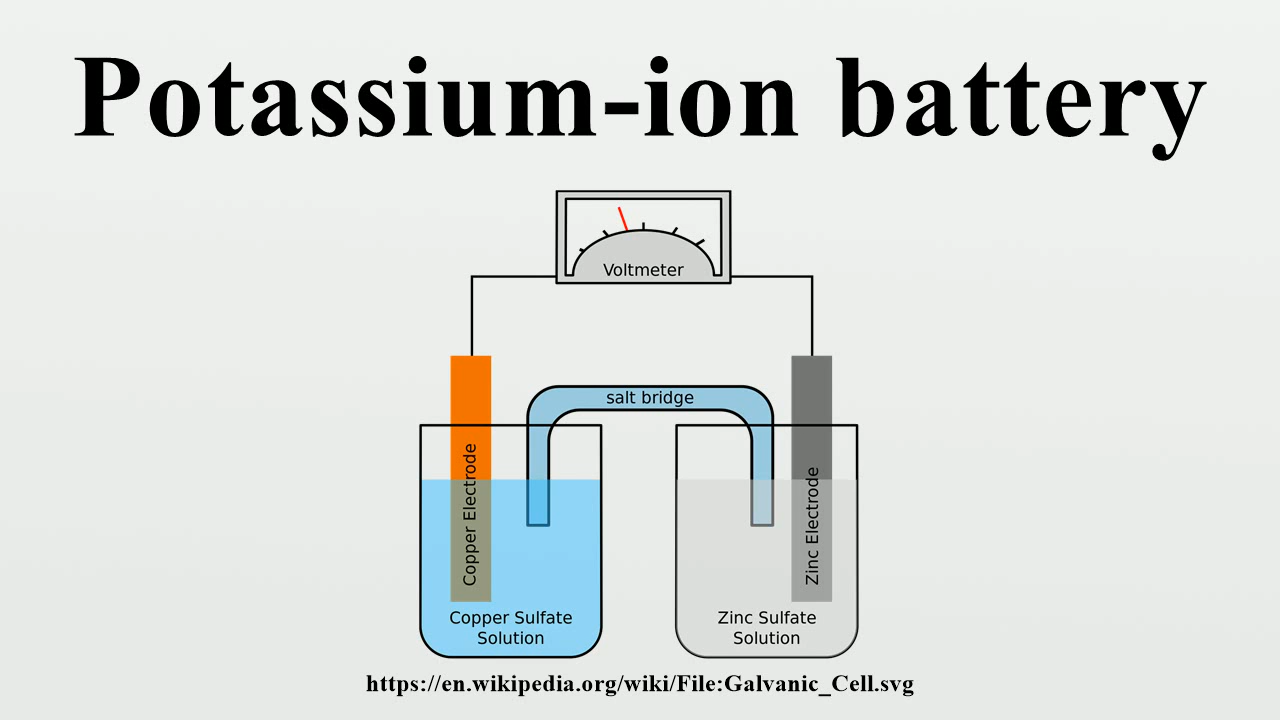 Potassium-ion battery
Voltmeter
salt bridge
Copper Electrode
Zinc Electrode
Copper Sulfate
Solution
Zinc Sulfate
Solution
https://en.wikipedia.org/wiki/File:Galvanic_Cell.svg